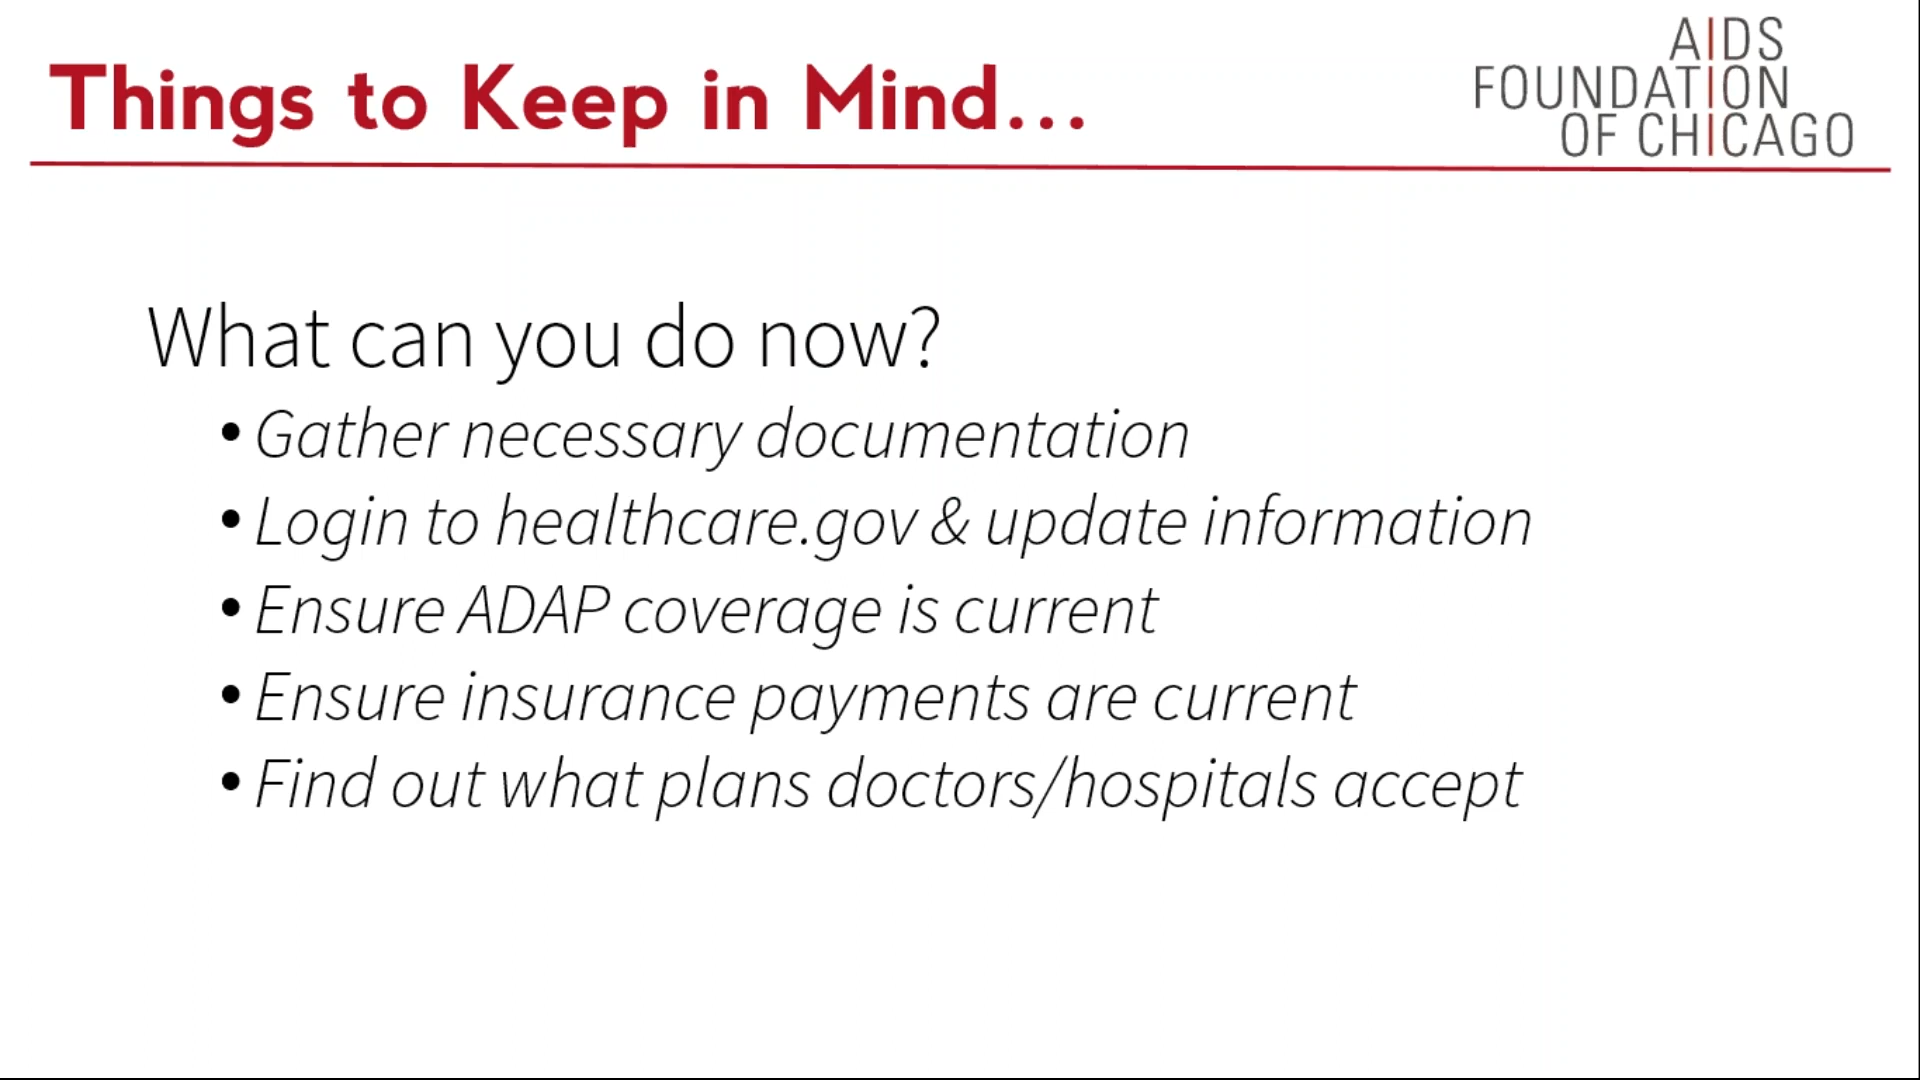 Things to Keep in Mind...
AIDS
FOUNDATION
OF CHICAGO
What can you do now?
• Gather necessary documentation
• Login to healthcare.gov & update information
• Ensure ADAP coverage is current
• Ensure insurance payments are current
• Find out what plans doctors/hospitals accept